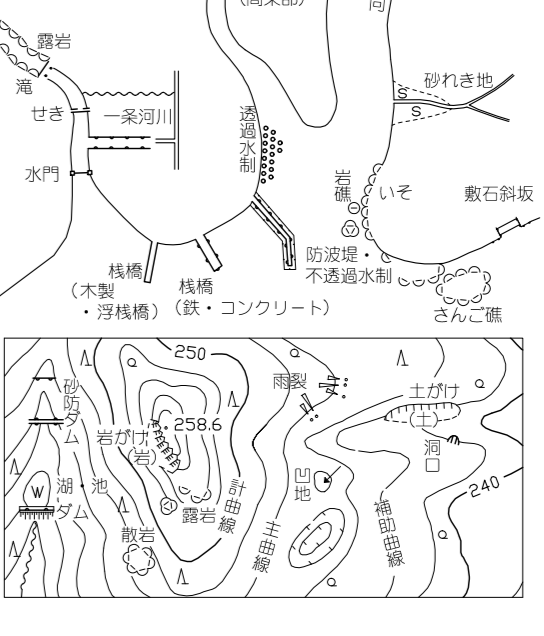 （関東部）
向
露岩
滝
せき
一条河川
水門
透過水制
砂れき地
S
S
岩礁
いそ
敷石斜坂
防波堤・
不透過水制
さんご礁
桟橋
（木製
・浮桟橋）
桟橋
（鉄・コンクリート）
250
雨裂
土がけ
（土）
砂防ダム
岩がけ
（岩）
258.6
洞口
W
湖・池
ダム
計曲線
凹地
露岩
主曲線
補助曲線
240
散岩